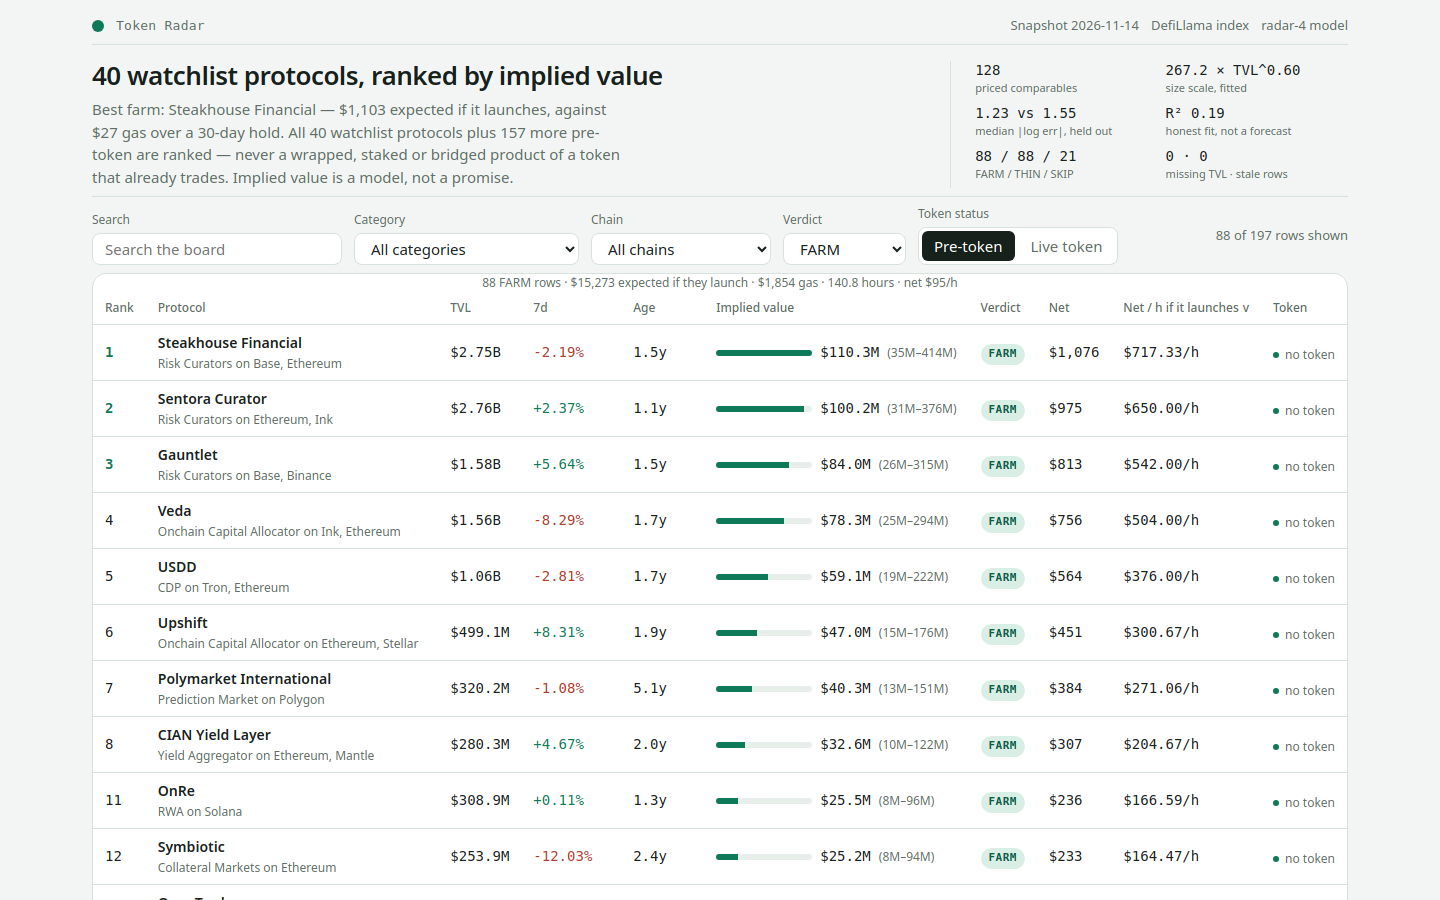 Token Radar
Snapshot 2026-11-14 DefiLlama index radar-4 model
40 watchlist protocols, ranked by implied value
Best farm: Steakhouse Financial — $1,103 expected if it launches, against
$27 gas over a 30-day hold. All 40 watchlist protocols plus 157 more pre-
token are ranked — never a wrapped, staked or bridged product of a token
that already trades. Implied value is a model, not a promise.
128
priced comparables
267.2 × TVL^0.60
size scale, fitted
1.23 vs 1.55
median |log err|, held out
R² 0.19
honest fit, not a forecast
88 / 88 / 21
FARM / THIN / SKIP
0 · 0
missing TVL · stale rows
Search
Search the board
Category
All categories
Chain
All chains
Verdict
FARM
Token status
Pre-token Live token
88 of 197 rows shown
88 FARM rows · $15,273 expected if they launch · $1,854 gas · 140.8 hours · net $95/h
Rank Protocol TVL 7d Age Implied value Verdict Net Net / h if it launches v Token
1 Steakhouse Financial $2.75B -2.19% 1.5y $110.3M (35M–414M) FARM $1,076 $717.33/h no token
Risk Curators on Base, Ethereum
2 Sentora Curator $2.76B +2.37% 1.1y $100.2M (31M–376M) FARM $975 $650.00/h no token
Risk Curators on Ethereum, Ink
3 Gauntlet $1.58B +5.64% 1.5y $84.0M (26M–315M) FARM $813 $542.00/h no token
Risk Curators on Base, Binance
4 Veda $1.56B -8.29% 1.7y $78.3M (25M–294M) FARM $756 $504.00/h no token
Onchain Capital Allocator on Ink, Ethereum
5 USDD $1.06B -2.81% 1.7y $59.1M (19M–222M) FARM $564 $376.00/h no token
CDP on Tron, Ethereum
6 Upshift $499.1M +8.31% 1.9y $47.0M (15M–176M) FARM $451 $300.67/h no token
Onchain Capital Allocator on Ethereum, Stellar
7 Polymarket International $320.2M -1.08% 5.1y $40.3M (13M–151M) FARM $384 $271.06/h no token
Prediction Market on Polygon
8 CIAN Yield Layer $280.3M +4.67% 2.0y $32.6M (10M–122M) FARM $307 $204.67/h no token
Yield Aggregator on Ethereum, Mantle
11 OnRe $308.9M +0.11% 1.3y $25.5M (8M–96M) FARM $236 $166.59/h no token
RWA on Solana
12 Symbiotic $253.9M -12.03% 2.4y $25.2M (8M–94M) FARM $233 $164.47/h no token
Collateral Markets on Ethereum